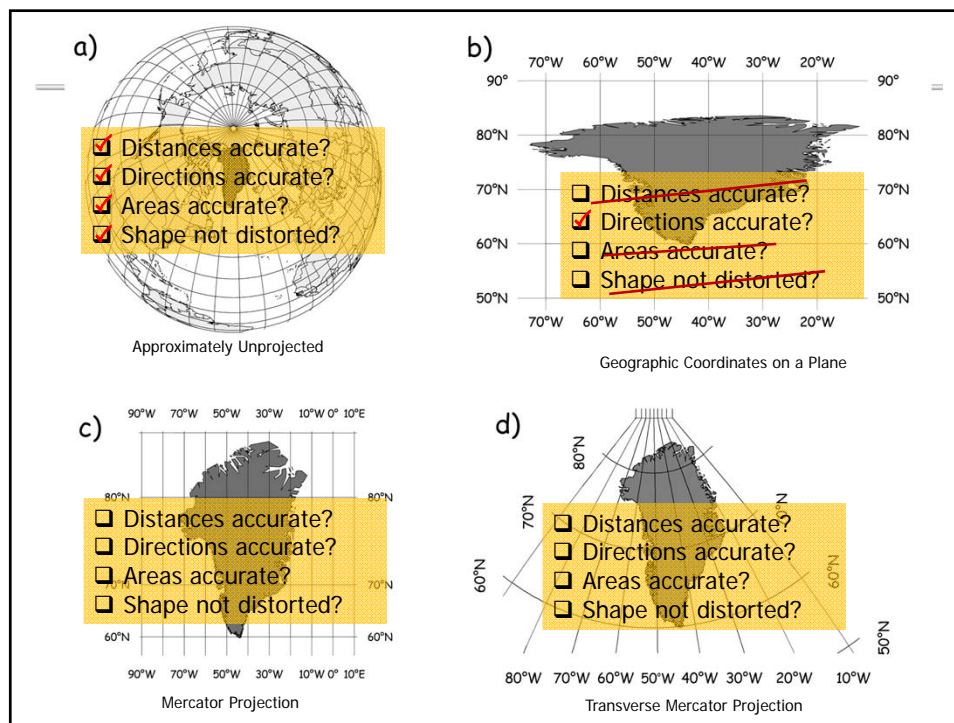 a)
☑ Distances accurate?
☑ Directions accurate?
☑ Areas accurate?
☑ Shape not distorted?
Approximately Unprojected
b)
70°W 60°W 50°W 40°W 30°W 20°W
90° 90°
80°N 80°N
70°N 70°N
60°N 60°N
50°N 50°N
❑ Distances accurate?
☑ Directions accurate?
❑ Areas accurate?
❑ Shape not distorted?
70°W 60°W 50°W 40°W 30°W 20°W
Geographic Coordinates on a Plane
c)
90°W 70°W 50°W 30°W 10°W 0° 10°E
80°N 80°N
❑ Distances accurate?
❑ Directions accurate?
❑ Areas accurate?
❑ Shape not distorted?
70°N 70°N
60°N 60°N
90°W 70°W 50°W 30°W 10°W 0° 10°E
Mercator Projection
d)
80°N
70°N 70°N
60°N 60°N
50°N
❑ Distances accurate?
❑ Directions accurate?
❑ Areas accurate?
❑ Shape not distorted?
80°W 70°W 60°W 50°W 40°W 30°W 20°W 10°W
Transverse Mercator Projection